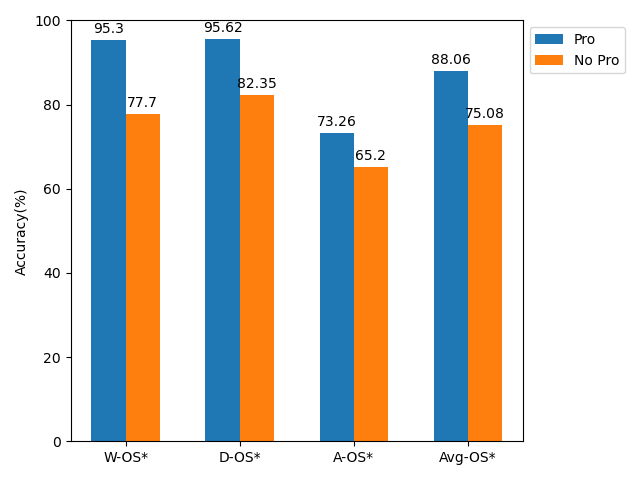 100
80
60
40
20
0
Accuracy(%)
95.3
77.7
95.62
82.35
73.26
65.2
88.06
75.08
W-OS*
D-OS*
A-OS*
Avg-OS*
Pro
No Pro